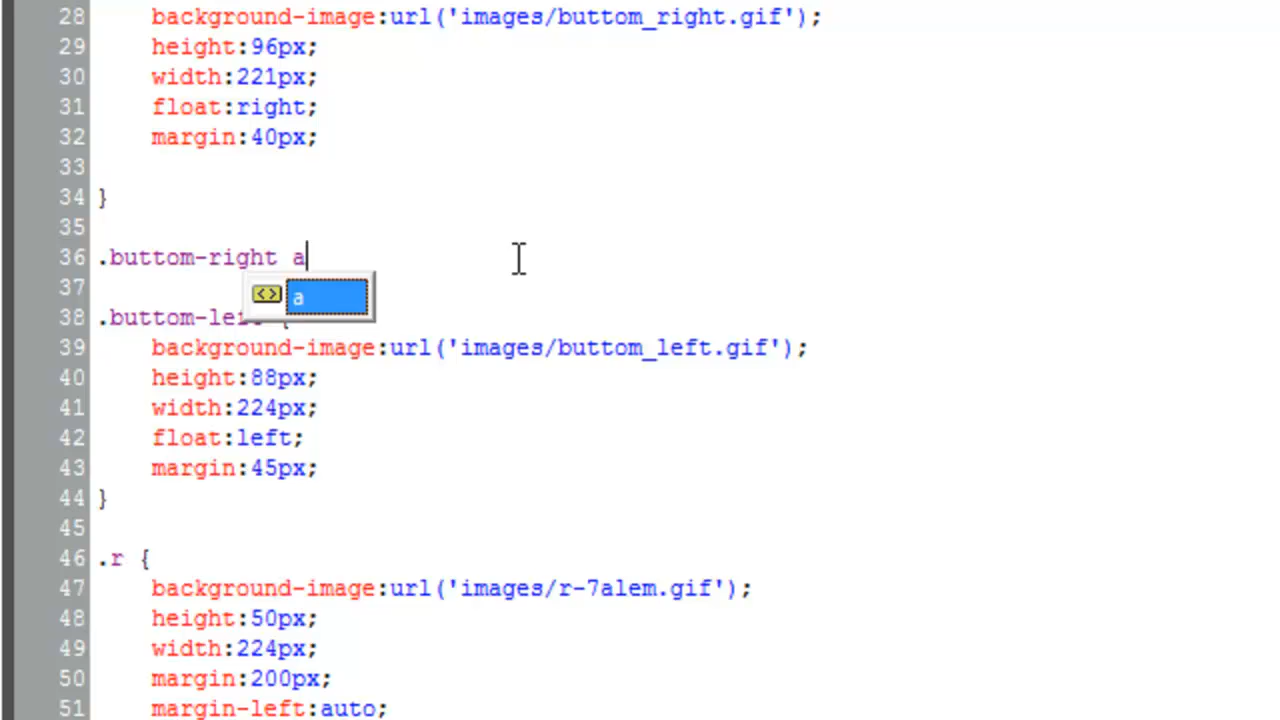 28 background-image:url('images/buttom_right.gif');
29 height:96px;
30 width:221px;
31 float:right;
32 margin:40px;
33
34 }
35
36 .buttom-right a
a
37
38 .buttom-left {
39 background-image:url('images/buttom_left.gif');
40 height:88px;
41 width:224px;
42 float:left;
43 margin:45px;
44 }
45
46 .r {
47 background-image:url('images/r-7alem.gif');
48 height:50px;
49 width:224px;
50 margin:200px;
51 margin-left:auto;